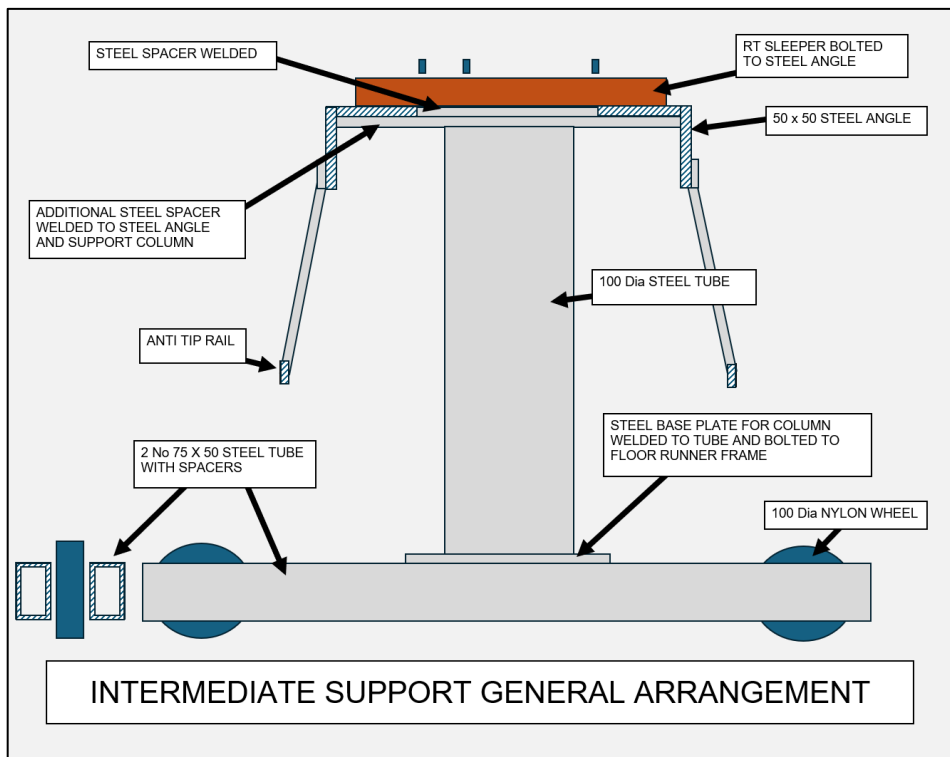 STEEL SPACER WELDED
RT SLEEPER BOLTED
TO STEEL ANGLE
50 x 50 STEEL ANGLE
ADDITIONAL STEEL SPACER
WELDED TO STEEL ANGLE
AND SUPPORT COLUMN
100 Dia STEEL TUBE
ANTI TIP RAIL
STEEL BASE PLATE FOR COLUMN
WELDED TO TUBE AND BOLTED TO
FLOOR RUNNER FRAME
2 No 75 X 50 STEEL TUBE
WITH SPACERS
100 Dia NYLON WHEEL
INTERMEDIATE SUPPORT GENERAL ARRANGEMENT